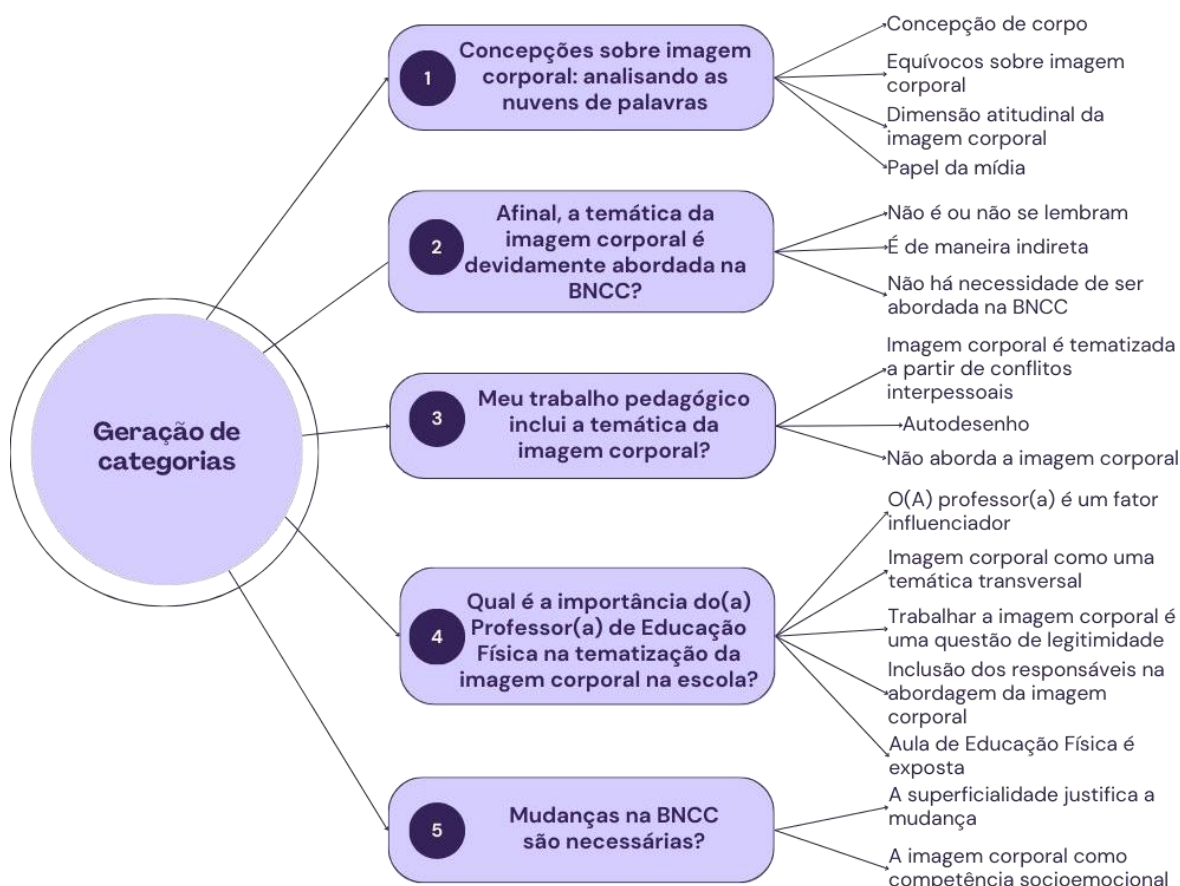 Geração de
categorias
1
Concepções sobre imagem
corporal: analisando as
nuvens de palavras
Concepção de corpo
Equívocos sobre imagem
corporal
Dimensão atitudinal da
imagem corporal
Papel da mídia
2
Afinal, a temática da
imagem corporal é
devidamente abordada na
BNCC?
Não é ou não se lembram
É de maneira indireta
Não há necessidade de ser
abordada na BNCC
3
Meu trabalho pedagógico
inclui a temática da
imagem corporal?
Imagem corporal é tematizada
a partir de conflitos
interpessoais
Autodesenho
Não aborda a imagem corporal
4
Qual é a importância do(a)
Professor(a) de Educação
Física na tematização da
imagem corporal na escola?
O(A) professor(a) é um fator
influenciador
Imagem corporal como uma
temática transversal
Trabalhar a imagem corporal é
uma questão de legitimidade
Inclusão dos responsáveis na
abordagem da imagem
corporal
Aula de Educação Física é
exposta
5
Mudanças na BNCC
são necessárias?
A superficialidade justifica a
mudança
A imagem corporal como
competência socioemocional